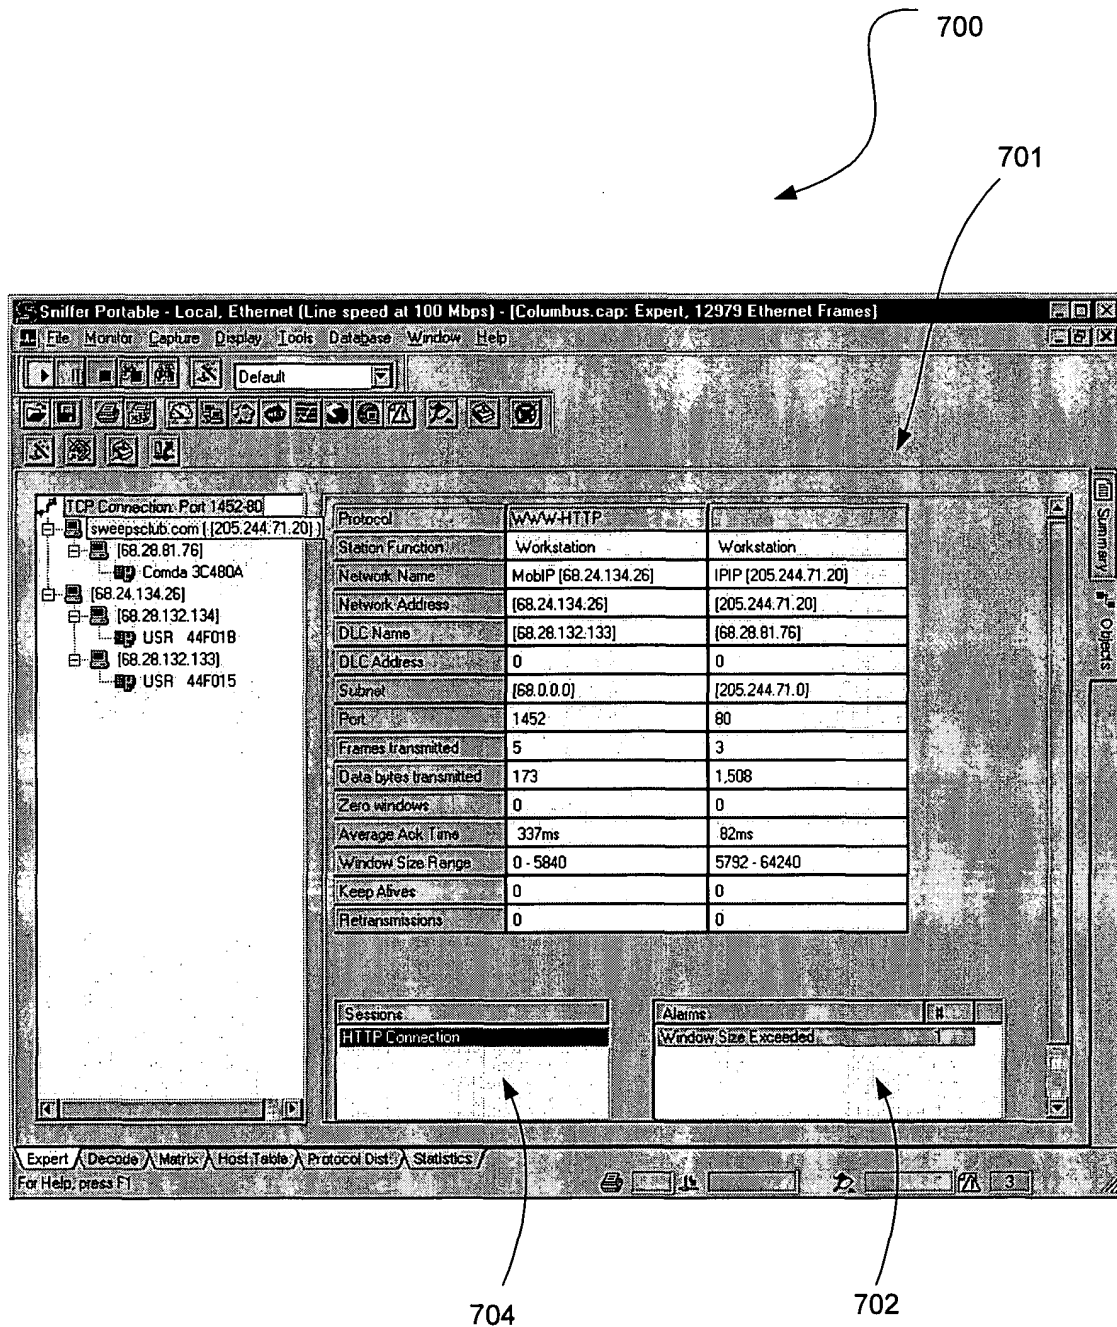 700
701
Sniffer Portable - Local, Ethernet (Line speed at 100 Mbps) - [Columbus.cap: Expert, 12979 Ethernet Frames]
File Monitor Capture Display Tools Database Window Help
Default
TCP Connection: Port 1452-80
sweepsclub.com [ [205.244.71.20] ]
[68.28.81.76]
Comda 3C480A
[68.24.134.26]
[68.28.132.134]
USR 44F01B
[68.28.132.133]
USR 44F015
Protocol WWW-HTTP
Station Function Workstation Workstation
Network Name MobIP [68.24.134.26] IPIP [205.244.71.20]
Network Address [68.24.134.26] [205.244.71.20]
DLC Name [68.28.132.133] [68.28.81.76]
DLC Address 0 0
Subnet [68.0.0.0] [205.244.71.0]
Port 1452 80
Frames transmitted 5 3
Data bytes transmitted 173 1,508
Zero windows 0 0
Average Ack Time 337ms 82ms
Window Size Range 0 - 5840 5792 - 64240
Keep Alives 0 0
Retransmissions 0 0
Summary
Objects
Sessions
HTTP Connection
Alarms #
Window Size Exceeded 1
Expert Decode Matrix Host Table Protocol Dist. Statistics
For Help, press F1
3
704
702